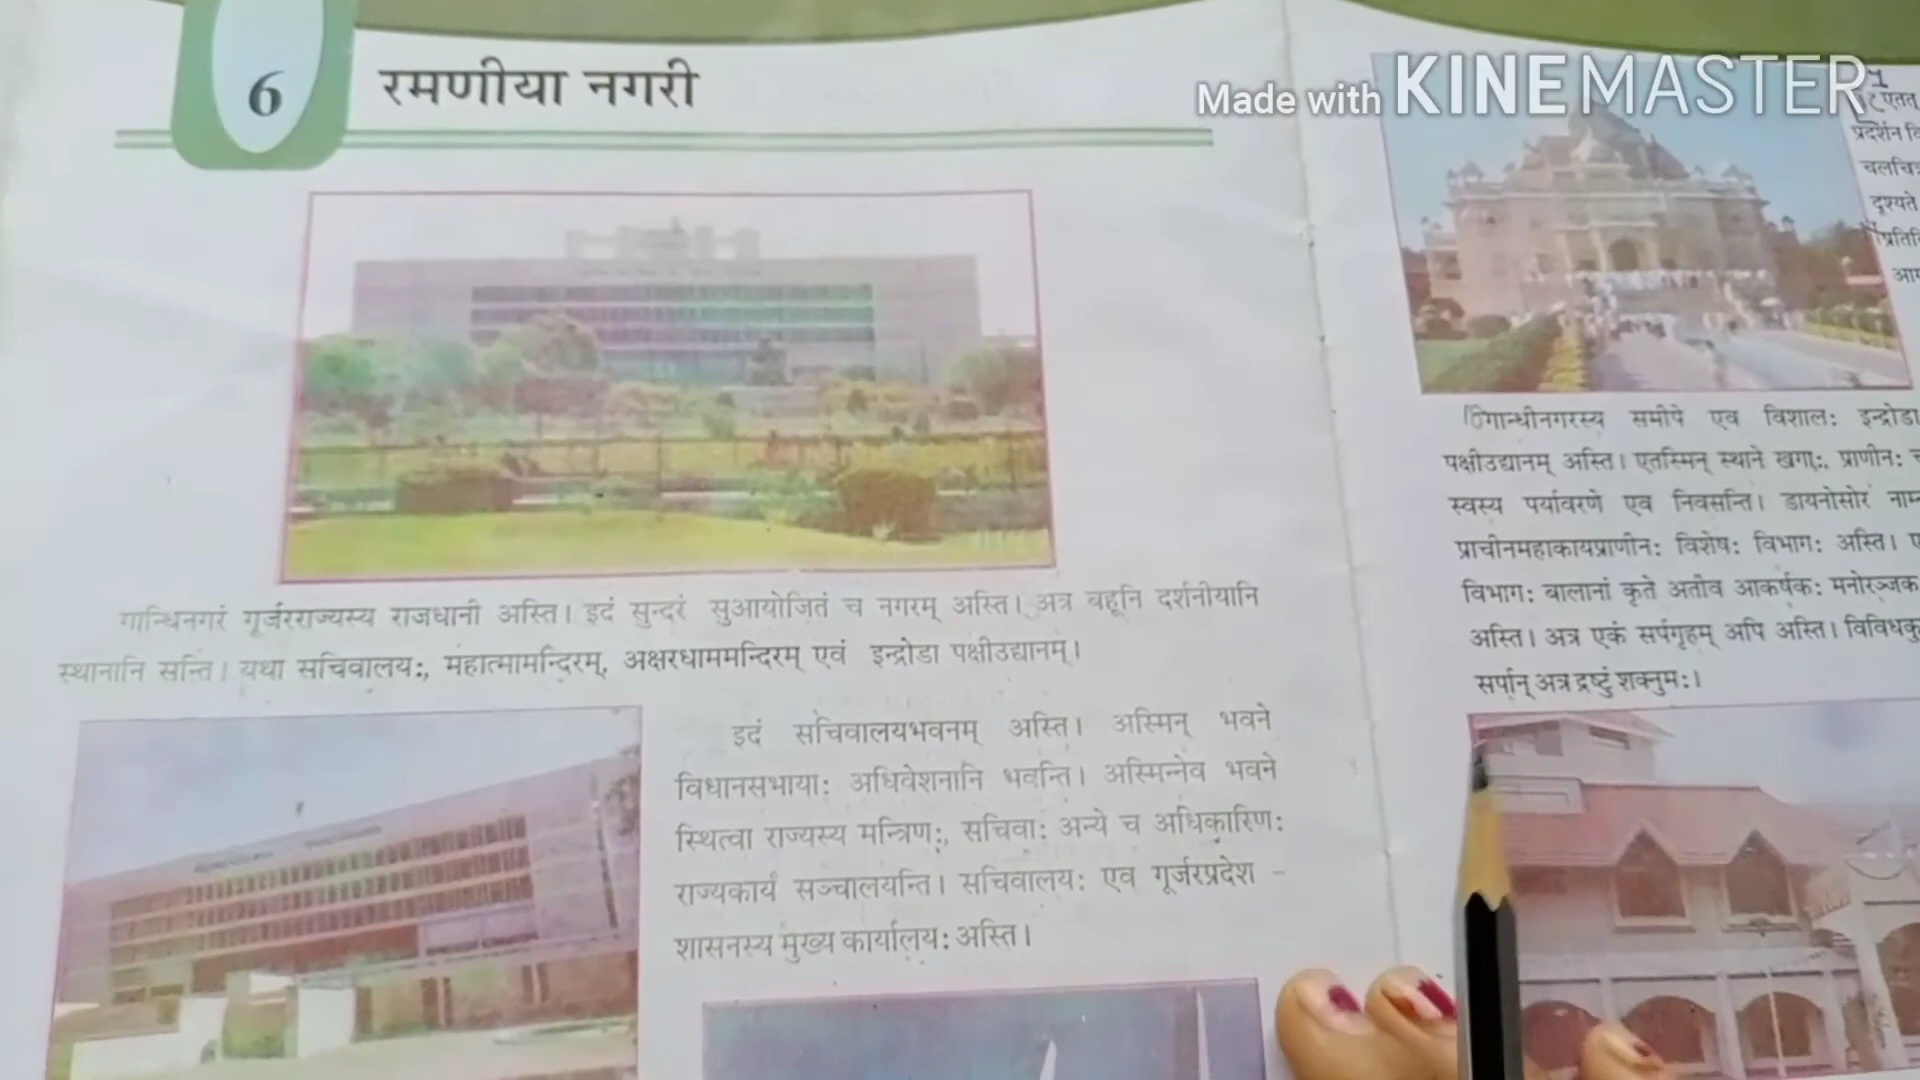 6
रमणीया नगरी
Made with KINEMASTER
गान्धिनगरं गूर्जरराज्यस्य राजधानी अस्ति। इदं सुन्दरं सुआयोजितं च नगरम् अस्ति। अत्र बहूनि दर्शनीयानि
स्थानानि सन्ति। यथा सचिवालय:, महात्मामन्दिरम्, अक्षरधाममन्दिरम् एवं इन्द्रोडा पक्षीउद्यानम्।
इदं सचिवालयभवनम् अस्ति। अस्मिन् भवने
विधानसभाया: अधिवेशनानि भवन्ति। अस्मिन्नेव भवने
स्थित्वा राज्यस्य मन्त्रिण:, सचिवा: अन्ये च अधिकारिण:
राज्यकार्यं सञ्चालयन्ति। सचिवालय: एव गूर्जरप्रदेश -
शासनस्य मुख्य कार्यालय: अस्ति।
एतत्
प्रदर्शन
दृश्यते
गान्धीनगरस्य समीपे एव विशाल: इन्द्रोडा
पक्षीउद्यानम् अस्ति। एतस्मिन् स्थाने खगा:, प्राणीन:
स्वस्य पर्यावरणे एव निवसन्ति। डायनोसोर
प्राचीनमहाकायप्राणीन: विशेष: विभाग: अस्ति।
विभाग: बालानां कृते अतीव आकर्षक: मनोरञ्जक
अस्ति। अत्र एकं सर्पगृहम् अपि अस्ति। विविधकु
सर्पान् अत्र द्रष्टुं शक्नुम:।